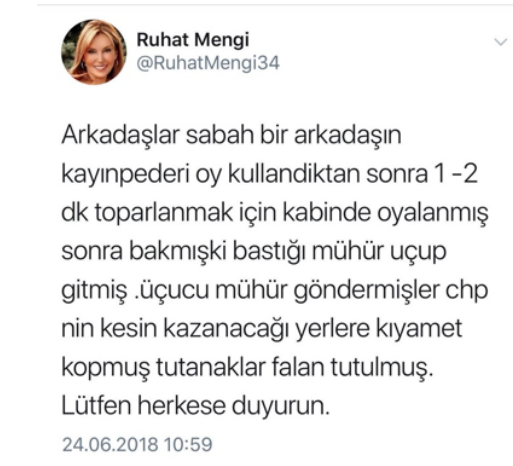 Ruhat Mengi
@RuhatMengi34
Arkadaşlar sabah bir arkadaşın
kayınpederi oy kullandiktan sonra 1 -2
dk toparlanmak için kabinde oyalanmış
sonra bakmışki bastığı mühür uçup
gitmiş .üçucu mühür göndermişler chp
nin kesin kazanacağı yerlere kıyamet
kopmuş tutanaklar falan tutulmuş.
Lütfen herkese duyurun.
24.06.2018 10:59